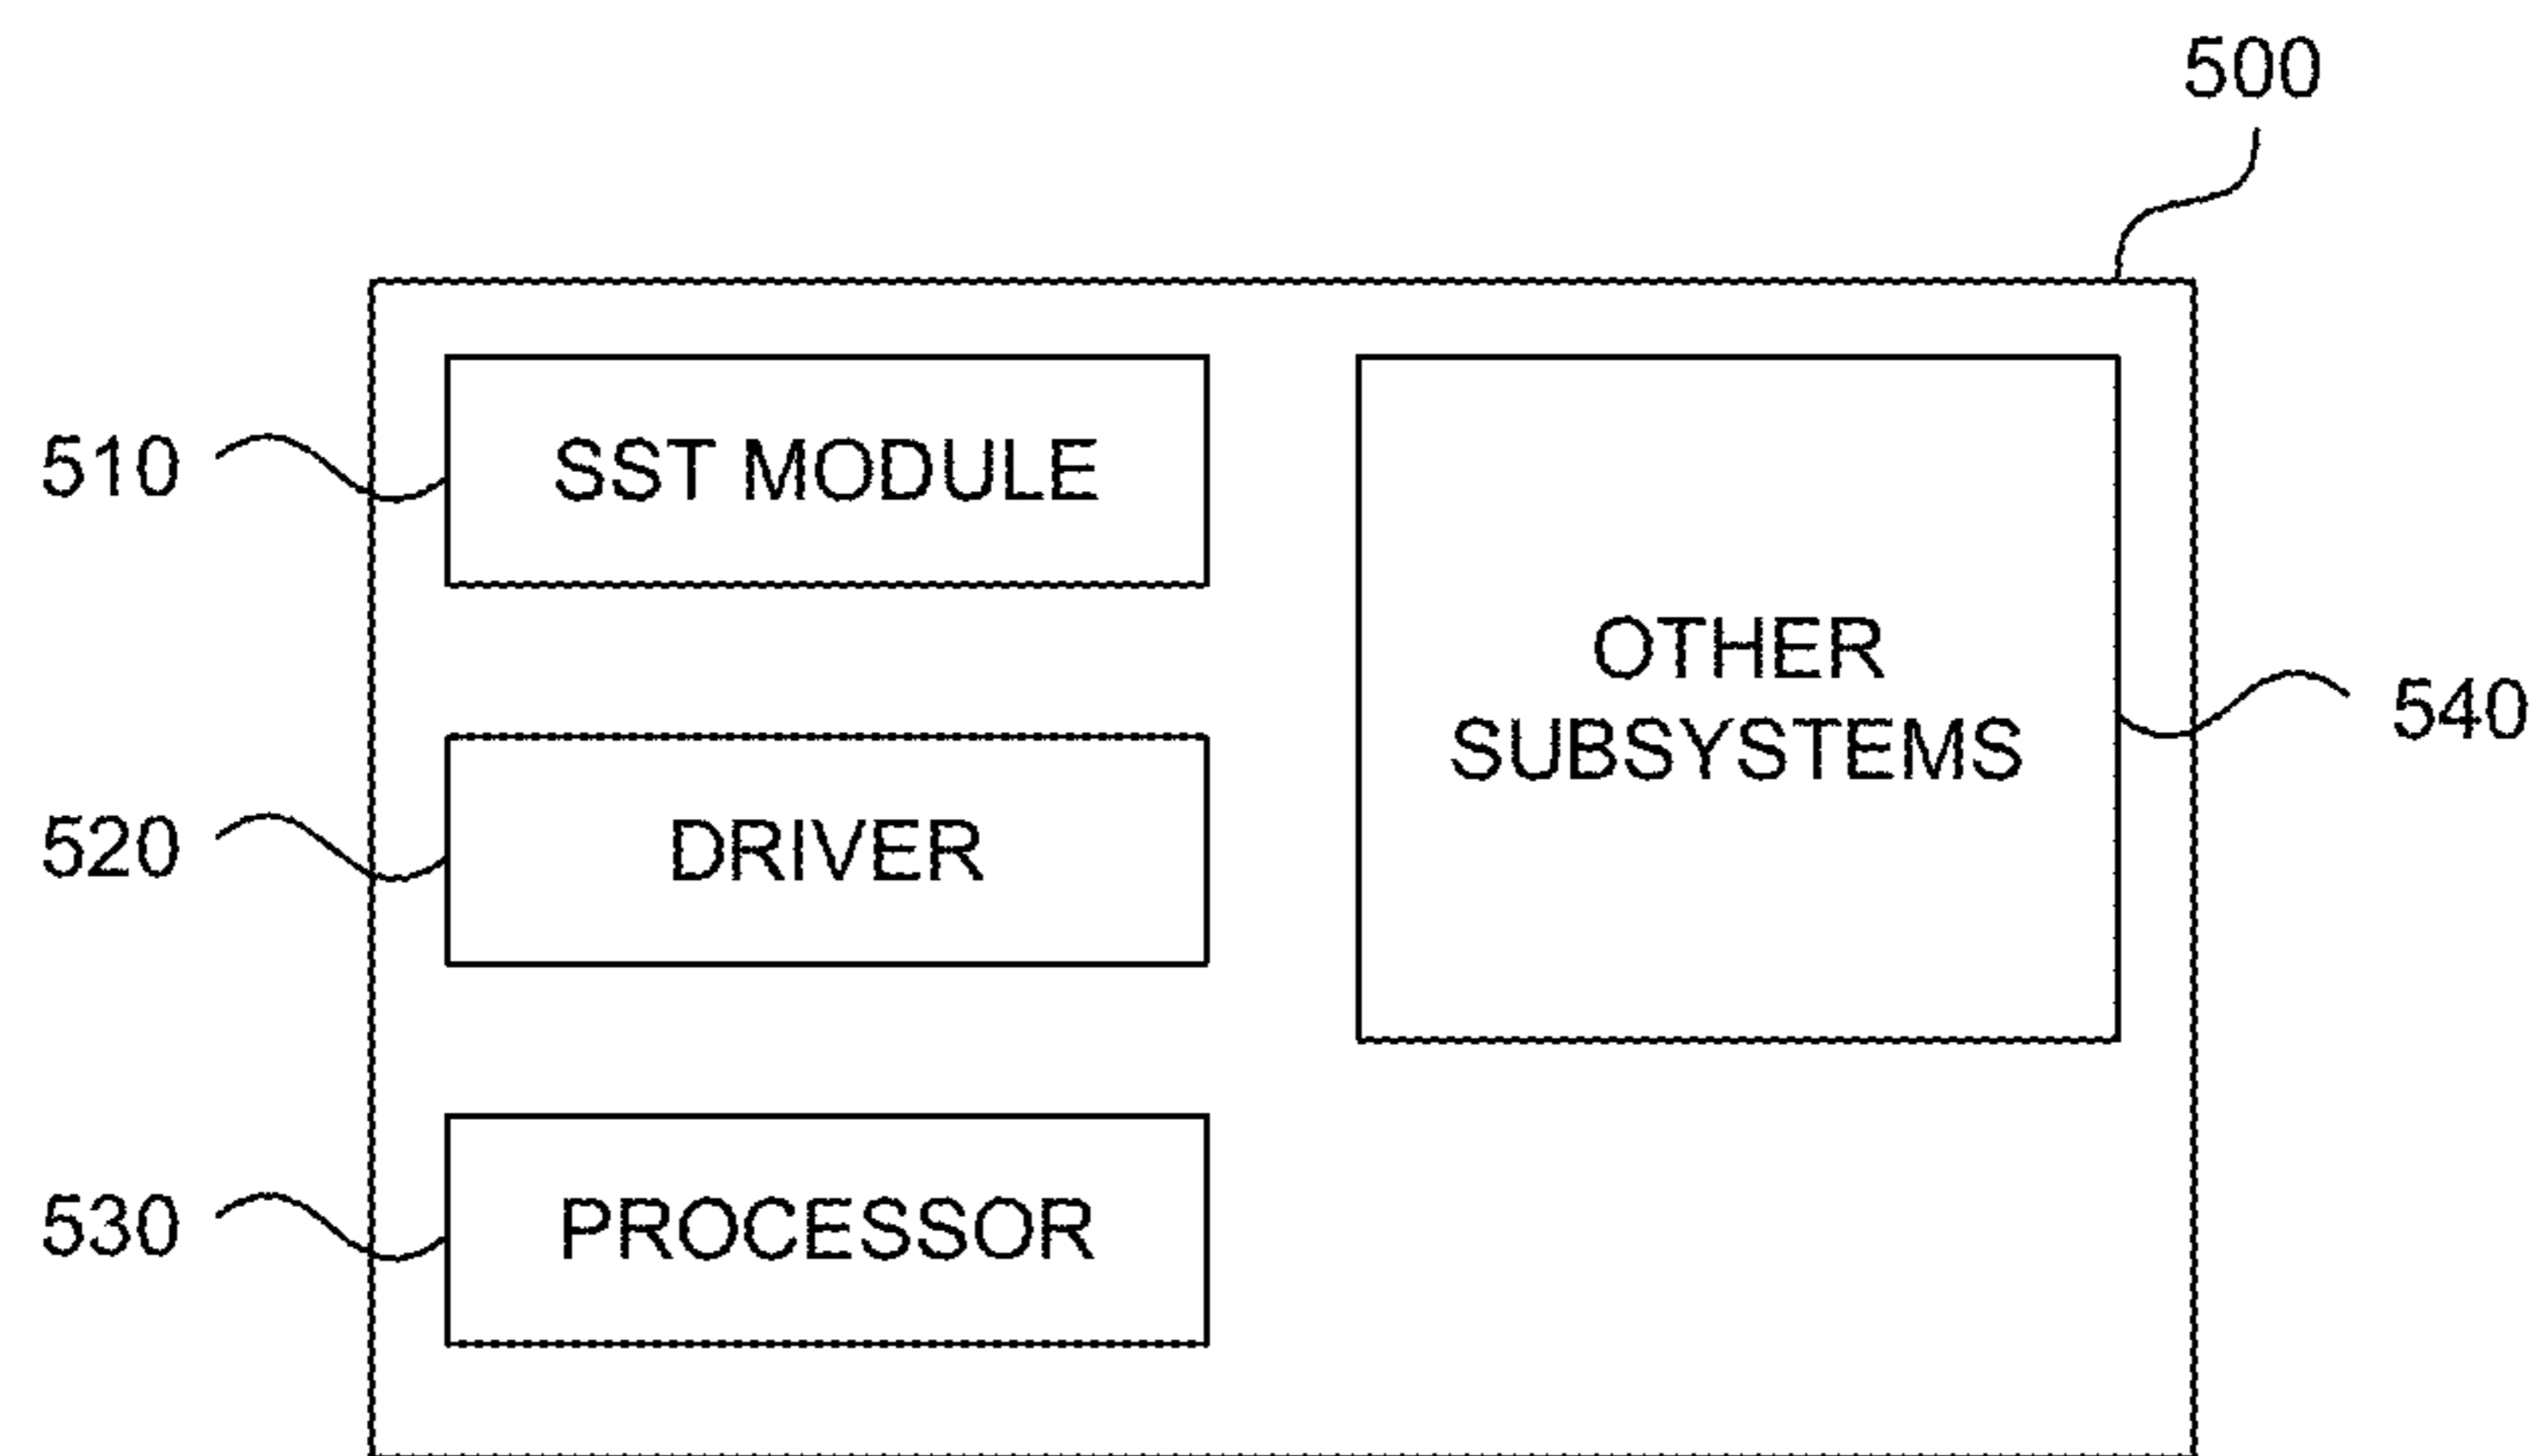 500
510
SST MODULE
OTHER
SUBSYSTEMS
540
520
DRIVER
530
PROCESSOR